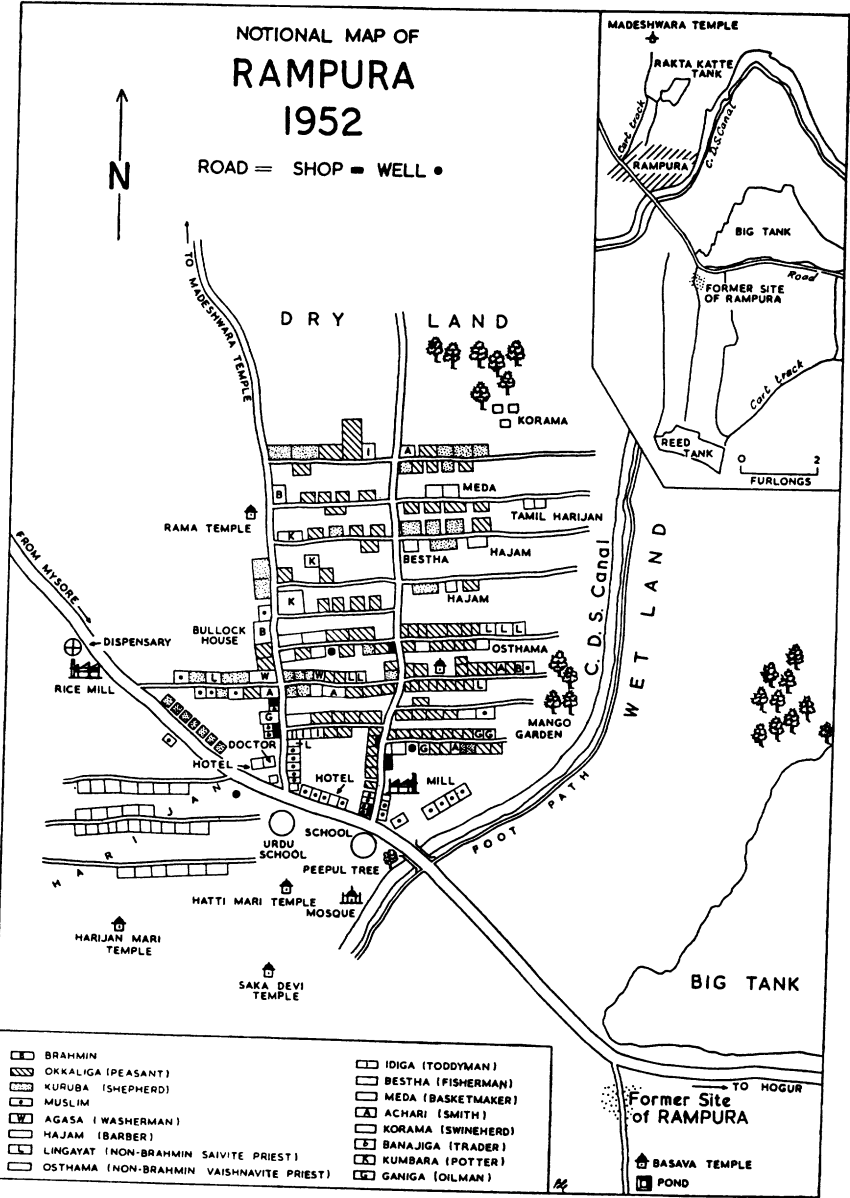 NOTIONAL MAP OF
RAMPURA
1952
ROAD = SHOP WELL
N
MADESHWARA TEMPLE
RAKTA KATTE
TANK
Cart track
C.D.S. Canal
RAMPURA
BIG TANK
Road
FORMER SITE
OF RAMPURA
Cart track
REED
TANK
0 2
FURLONGS
TO MADESHWARA TEMPLE
DRY LAND
KORAMA
I
A
B
MEDA
TAMIL HARIJAN
RAMA TEMPLE
K
K
BESTHA
HAJAM
FROM MYSORE
K
HAJAM
C.D.S. Canal
WET LAND
DISPENSARY
BULLOCK
HOUSE
B
L L L
OSTHAMA
RICE MILL
L W W L L
A B
A A L
MANGO
GARDEN
G
I
G G
DOCTOR
L
G A G
HOTEL
HOTEL
MILL
HARIJAN
SCHOOL
URDU
SCHOOL
FOOT PATH
PEEPUL TREE
HATTI MARI TEMPLE
MOSQUE
HARIJAN MARI
TEMPLE
SAKA DEVI
TEMPLE
BIG TANK
TO HOGUR
Former Site
of RAMPURA
BASAVA TEMPLE
POND
B BRAHMIN
OKKALIGA (PEASANT)
KURUBA (SHEPHERD)
MUSLIM
W AGASA (WASHERMAN)
HAJAM (BARBER)
L LINGAYAT (NON-BRAHMIN SAIVITE PRIEST)
OSTHAMA (NON-BRAHMIN VAISHNAVITE PRIEST)
I IDIGA (TODDYMAN)
BESTHA (FISHERMAN)
MEDA (BASKETMAKER)
A ACHARI (SMITH)
KORAMA (SWINEHERD)
BANAJIGA (TRADER)
K KUMBARA (POTTER)
G GANIGA (OILMAN)